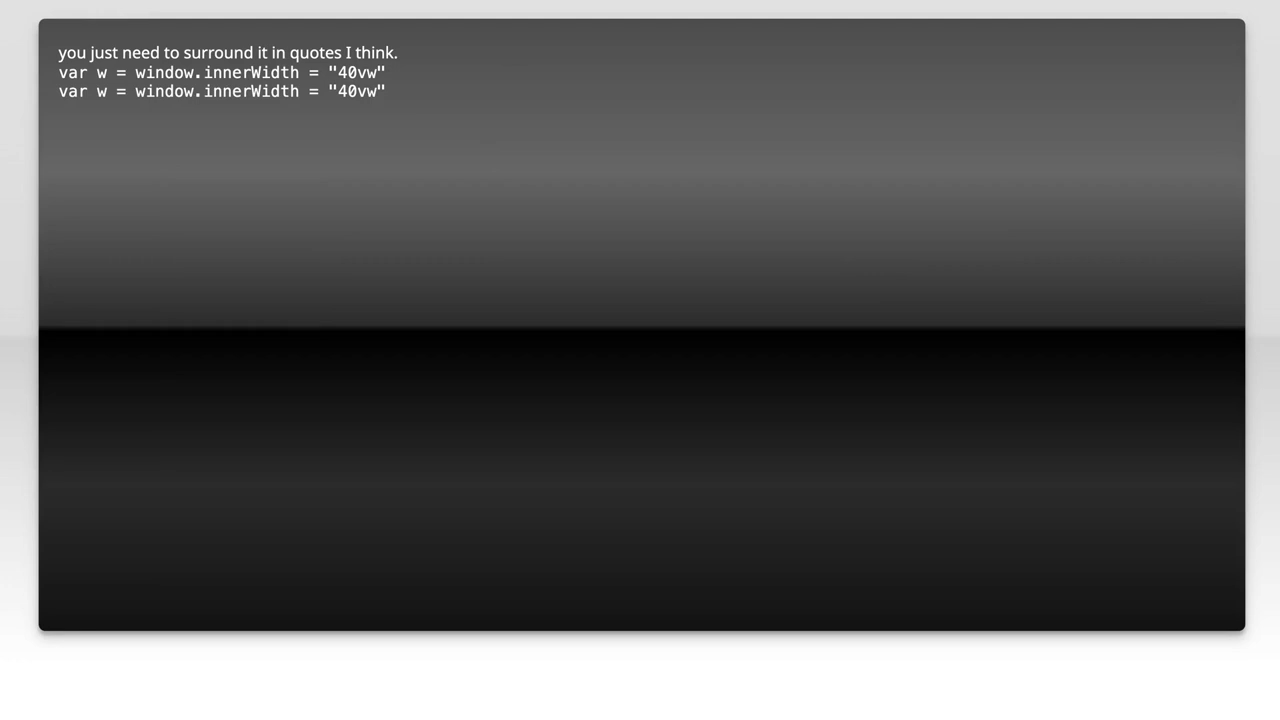 you just need to surround it in quotes I think.
var w = window.innerWidth = "40vw"
var w = window.innerWidth = "40vw"